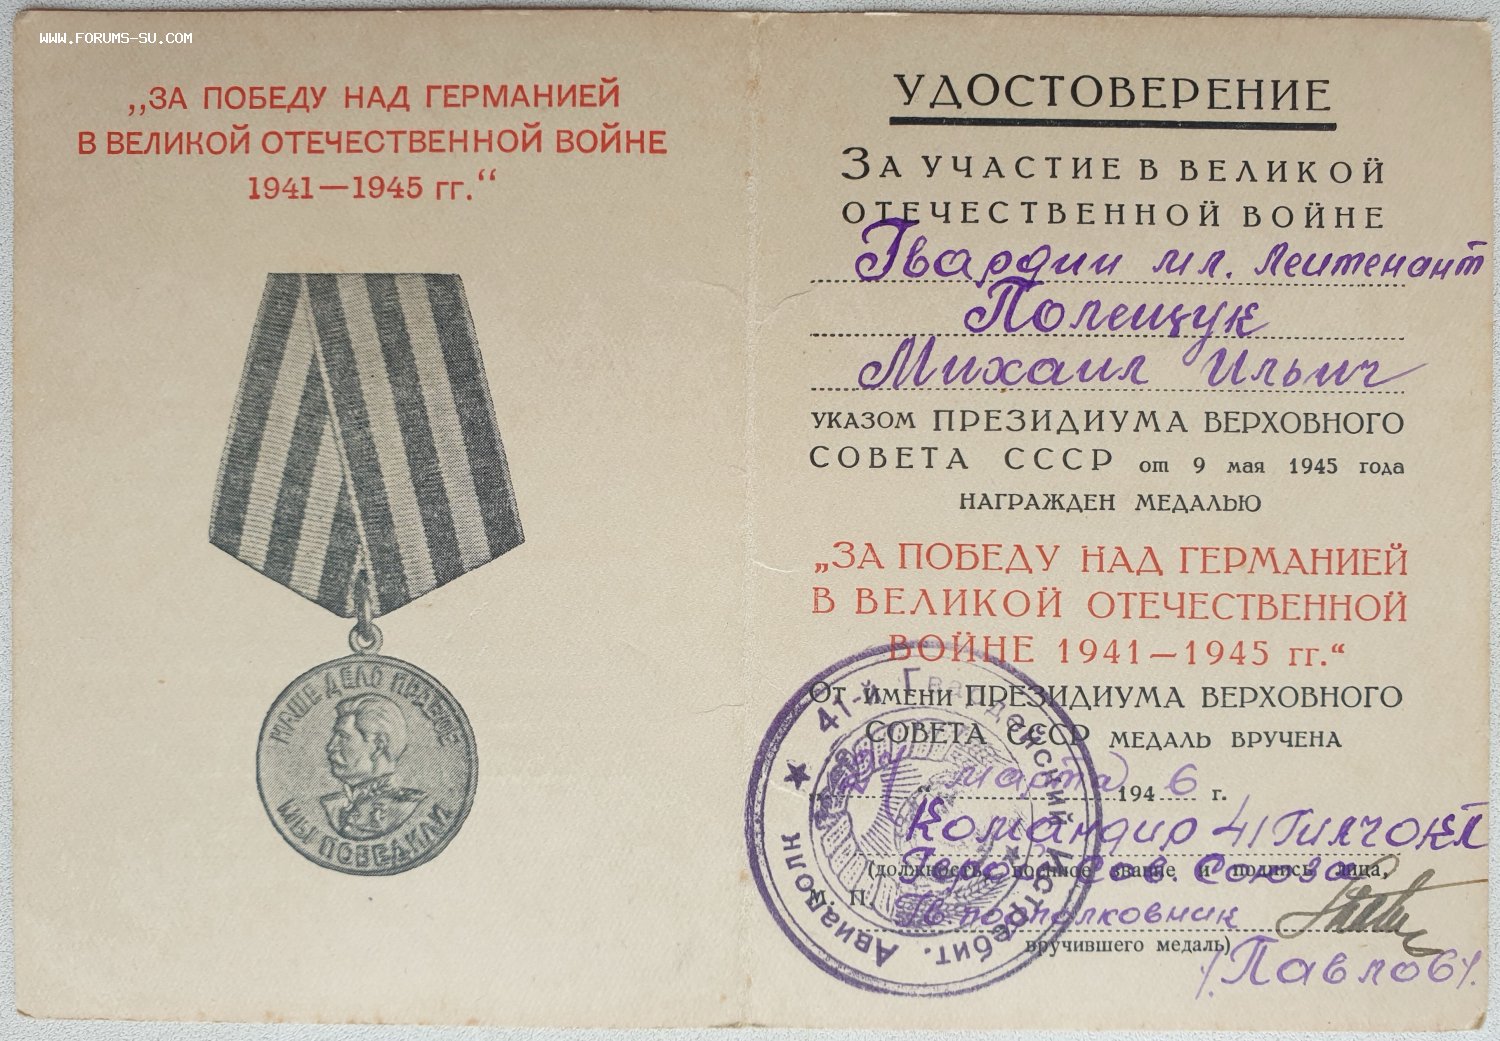 WWW.FORUMS-SU.COM
„ЗА ПОБЕДУ НАД ГЕРМАНИЕЙ
В ВЕЛИКОЙ ОТЕЧЕСТВЕННОЙ ВОЙНЕ
1941—1945 гг.“
НАШЕ ДЕЛО ПРАВОЕ
МЫ ПОБЕДИЛИ
УДОСТОВЕРЕНИЕ
ЗА УЧАСТИЕ В ВЕЛИКОЙ
ОТЕЧЕСТВЕННОЙ ВОЙНЕ
Гвардии мл. Лейтенант
Полещук
Михаил Ильич
УКАЗОМ ПРЕЗИДИУМА ВЕРХОВНОГО
СОВЕТА СССР от 9 мая 1945 года
НАГРАЖДЕН МЕДАЛЬЮ
„ЗА ПОБЕДУ НАД ГЕРМАНИЕЙ
В ВЕЛИКОЙ ОТЕЧЕСТВЕННОЙ
ВОЙНЕ 1941—1945 гг.“
ОТ ИМЕНИ ПРЕЗИДИУМА ВЕРХОВНОГО
СОВЕТА СССР МЕДАЛЬ ВРУЧЕНА
марта 1946 г.
Командир 41
(должность, военное звание и подпись лица,
Герой Сов. Союза
М. П.
Гв подполковник
вручившего медаль)
/Павлов/.
41-й Гвардейский Истребит. Авиаполк